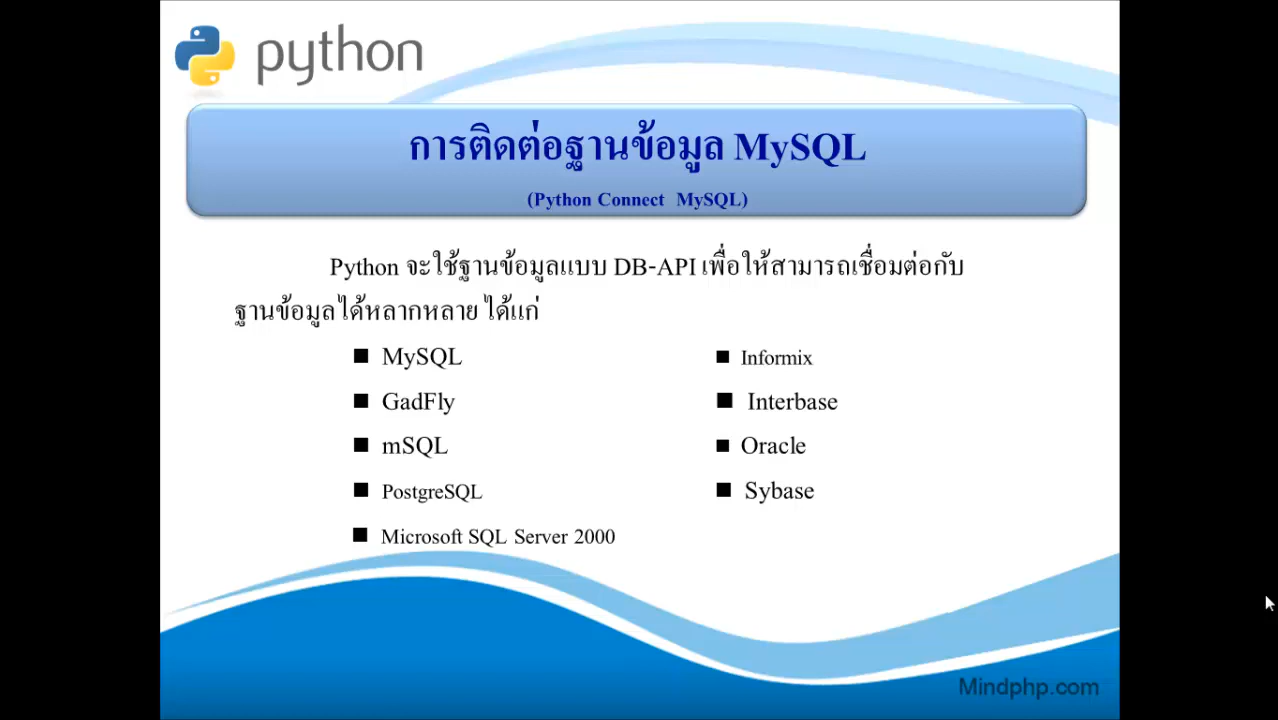 python
การติดต่อฐานข้อมูล MySQL
(Python Connect MySQL)
Python จะใช้ฐานข้อมูลแบบ DB-API เพื่อให้สามารถเชื่อมต่อกับ
ฐานข้อมูลได้หลากหลาย ได้แก่
MySQL
GadFly
mSQL
PostgreSQL
Microsoft SQL Server 2000
Informix
Interbase
Oracle
Sybase
Mindphp.com